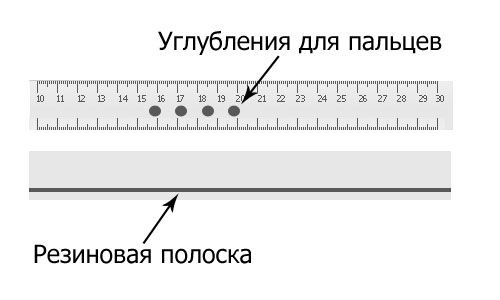 Углубления для пальцев
10 11 12 13 14 15 16 17 18 19 20 21 22 23 24 25 26 27 28 29 30
Резиновая полоска